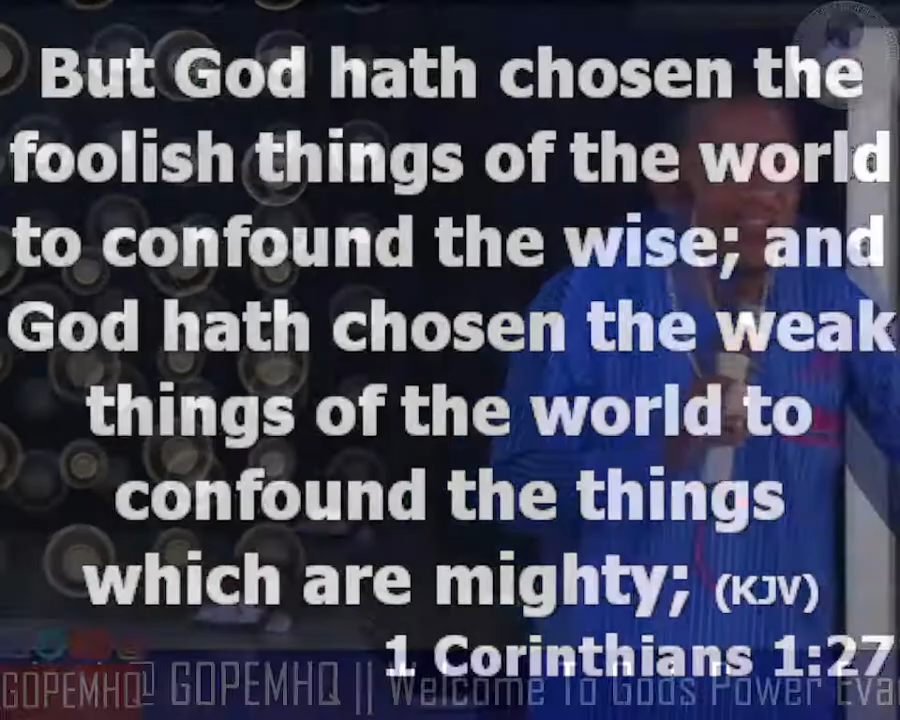 But God hath chosen the
foolish things of the world
to confound the wise; and
God hath chosen the weak
things of the world to
confound the things
which are mighty; (KJV)
1 Corinthians 1:27
GOPEMHQ
@ GOPEMHQ || Welcome To Gods Power Eva